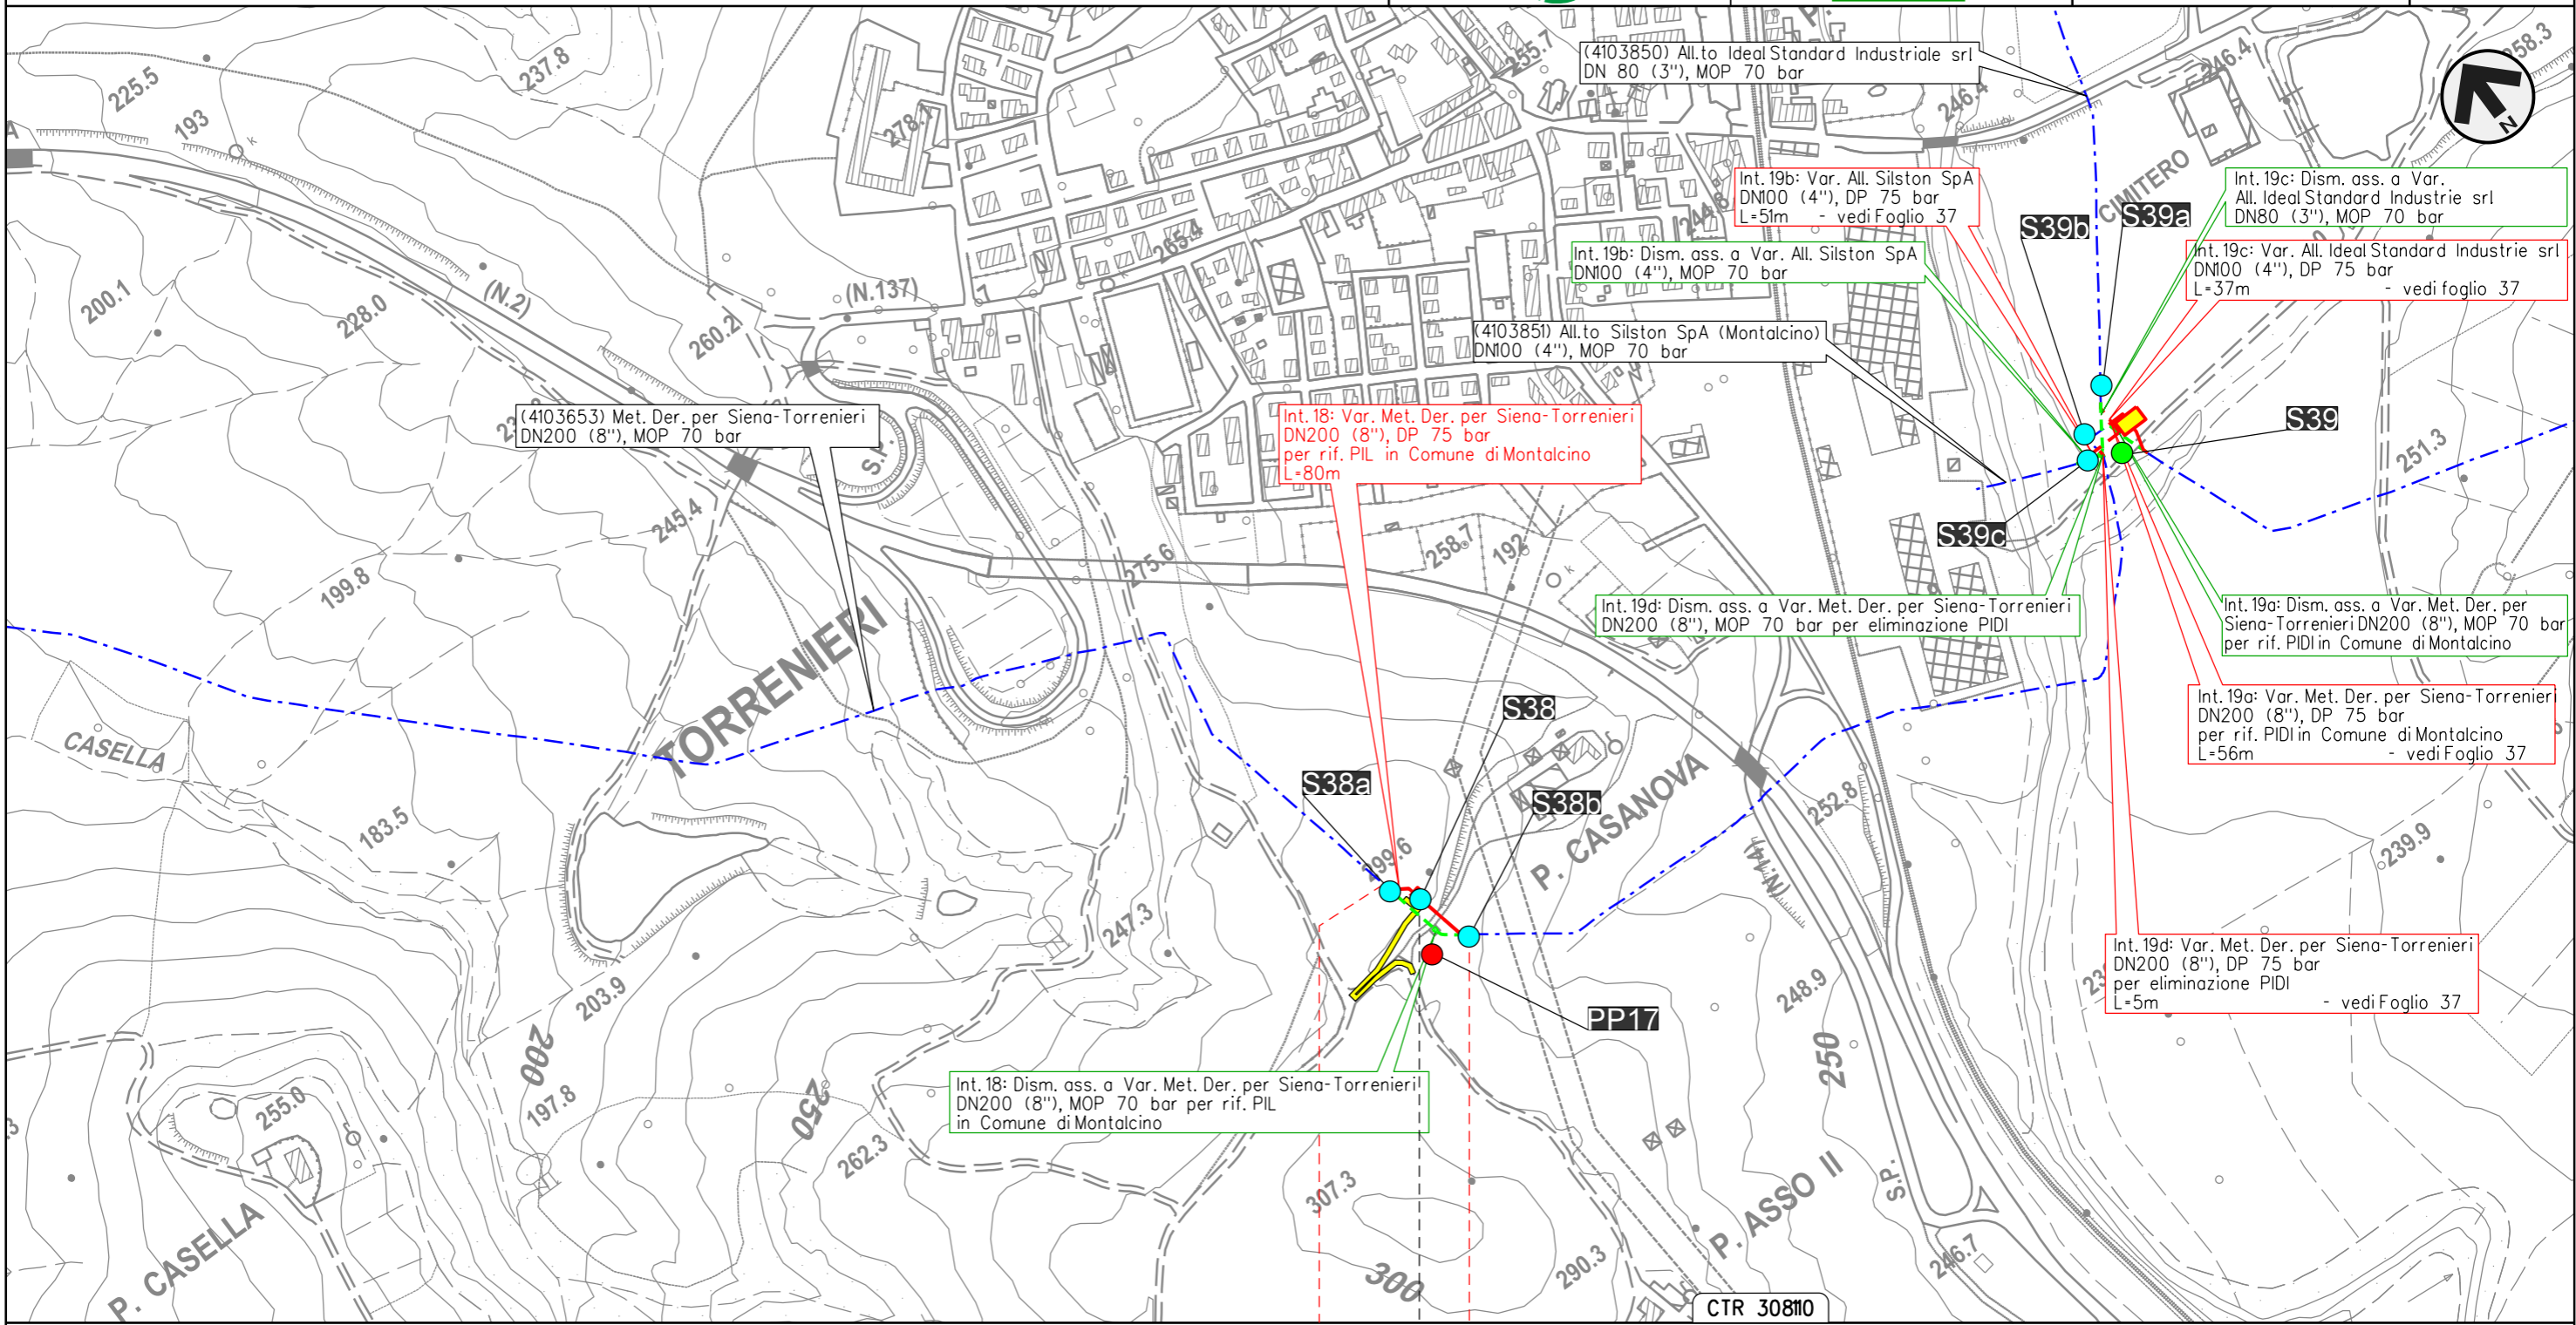 (4103850) All.to Ideal Standard Industriale srl
DN 80 (3"), MOP 70 bar
Int. 19b: Var. All. Silston SpA
DN100 (4"), DP 75 bar
L=51m - vedi Foglio 37
Int. 19b: Dism. ass. a Var. All. Silston SpA
DN100 (4"), MOP 70 bar
(4103851) All.to Silston SpA (Montalcino)
DN100 (4"), MOP 70 bar
Int. 19c: Dism. ass. a Var.
All. Ideal Standard Industrie srl
DN80 (3"), MOP 70 bar
Int. 19c: Var. All. Ideal Standard Industrie srl
DN100 (4"), DP 75 bar
L=37m - vedi foglio 37
(4103653) Met. Der. per Siena-Torrenieri
DN200 (8"), MOP 70 bar
Int. 18: Var. Met. Der. per Siena-Torrenieri
DN200 (8"), DP 75 bar
per rif. PIL in Comune di Montalcino
L=80m
Int. 19d: Dism. ass. a Var. Met. Der. per Siena-Torrenieri
DN200 (8"), MOP 70 bar per eliminazione PIDI
Int. 19a: Dism. ass. a Var. Met. Der. per
Siena-Torrenieri DN200 (8"), MOP 70 bar
per rif. PIDI in Comune di Montalcino
Int. 19a: Var. Met. Der. per Siena-Torrenieri
DN200 (8"), DP 75 bar
per rif. PIDI in Comune di Montalcino
L=56m - vedi Foglio 37
Int. 19d: Var. Met. Der. per Siena-Torrenieri
DN200 (8"), DP 75 bar
per eliminazione PIDI
L=5m - vedi Foglio 37
Int. 18: Dism. ass. a Var. Met. Der. per Siena-Torrenieri
DN200 (8"), MOP 70 bar per rif. PIL
in Comune di Montalcino
S39b
S39a
S39
S39c
S38
S38a
S38b
PP17
N
CIMITERO
TORRENIERI
CASELLA
P. CASELLA
P. CASANOVA
P. ASSO II
S.P.
S.P.
(N.2)
(N.137)
(N.14)
225.5
193
237.8
278.1
255.7
246.4
246.4
258.3
244.8
265.4
200.1
228.0
260.2
245.4
199.8
275.6
258.7
192
251.3
183.5
299.6
252.8
239.9
247.3
203.9
248.9
200
197.8
250
262.3
255.0
250
307.3
300
290.3
246.7
CTR 308110